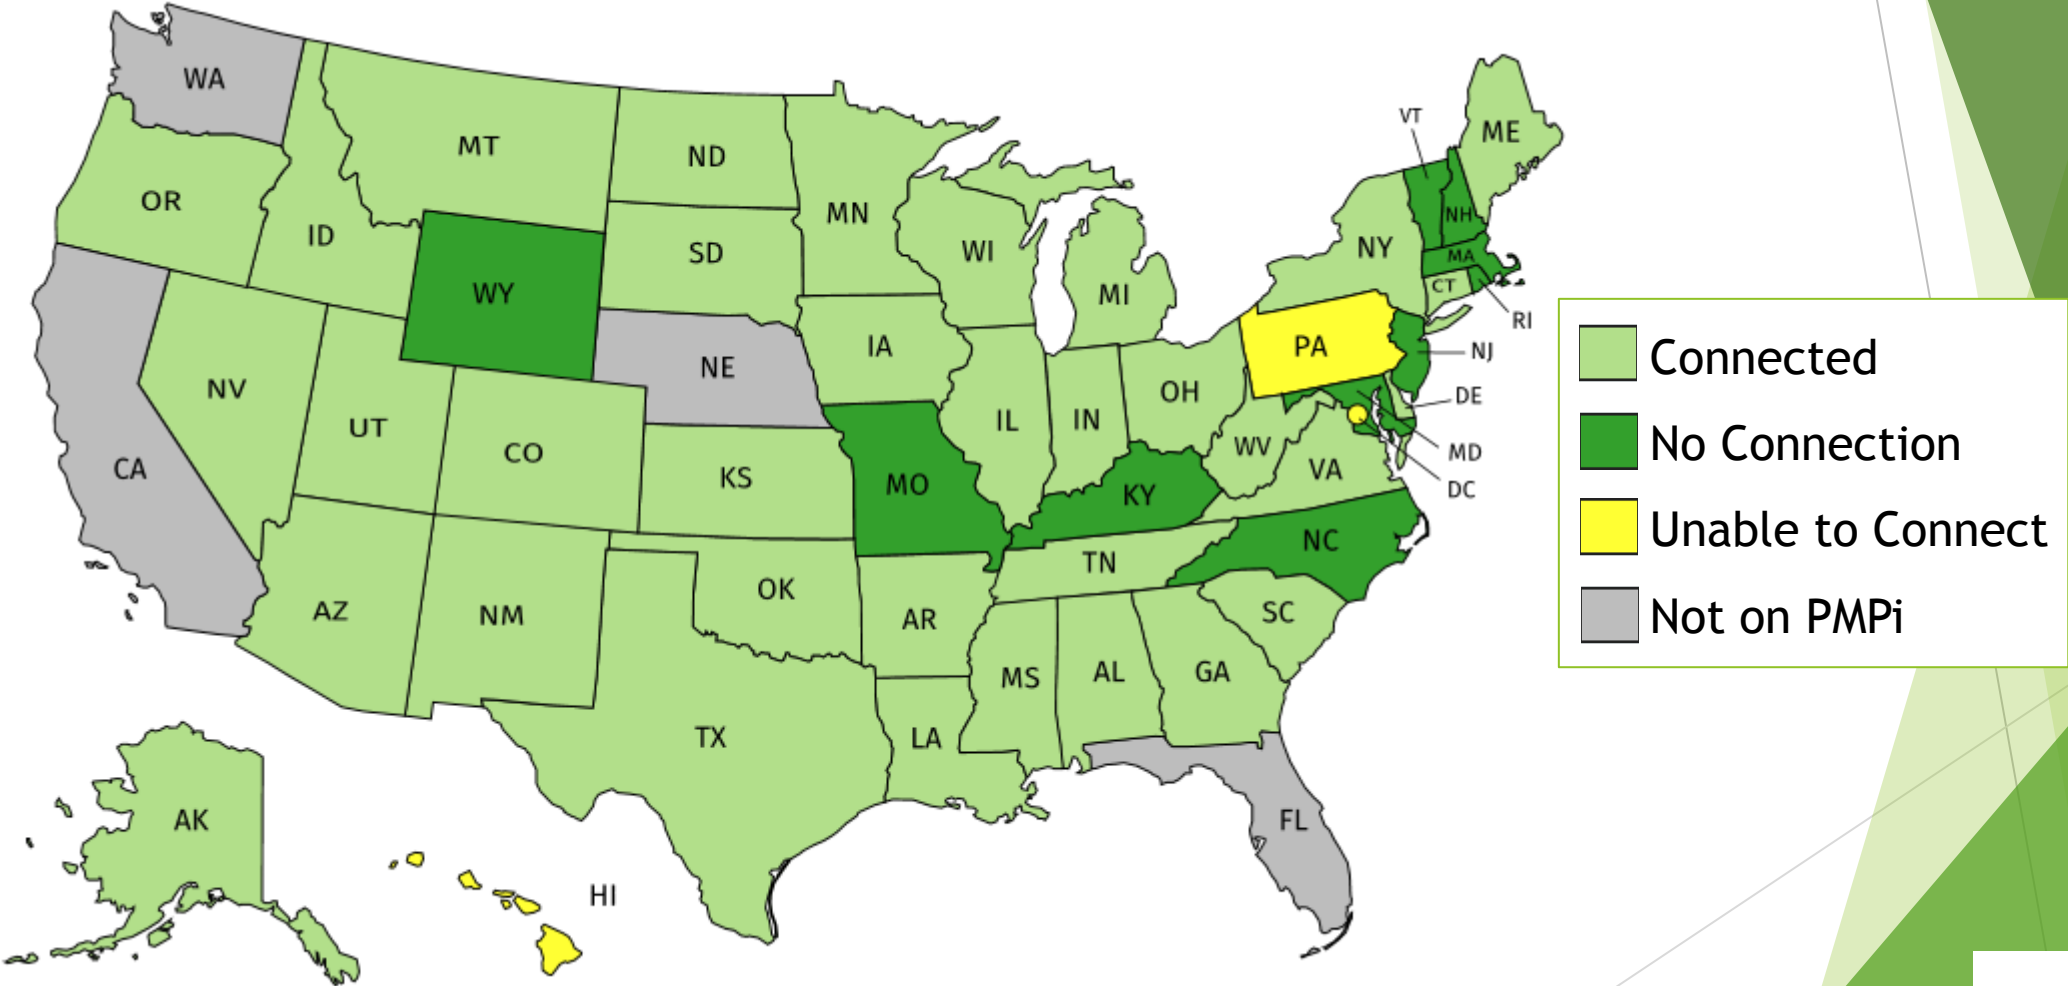 WA
MT
ND
VT
ME
OR
ID
MN
SD
WI
NH
NY
MA
WY
MI
CT
RI
IA
NE
PA
NJ
NV
OH
DE
UT
CO
IL
IN
WV
MD
CA
KS
MO
KY
VA
DC
NC
TN
OK
AZ
NM
AR
SC
MS
AL
GA
TX
LA
AK
FL
HI
Connected
No Connection
Unable to Connect
Not on PMPi